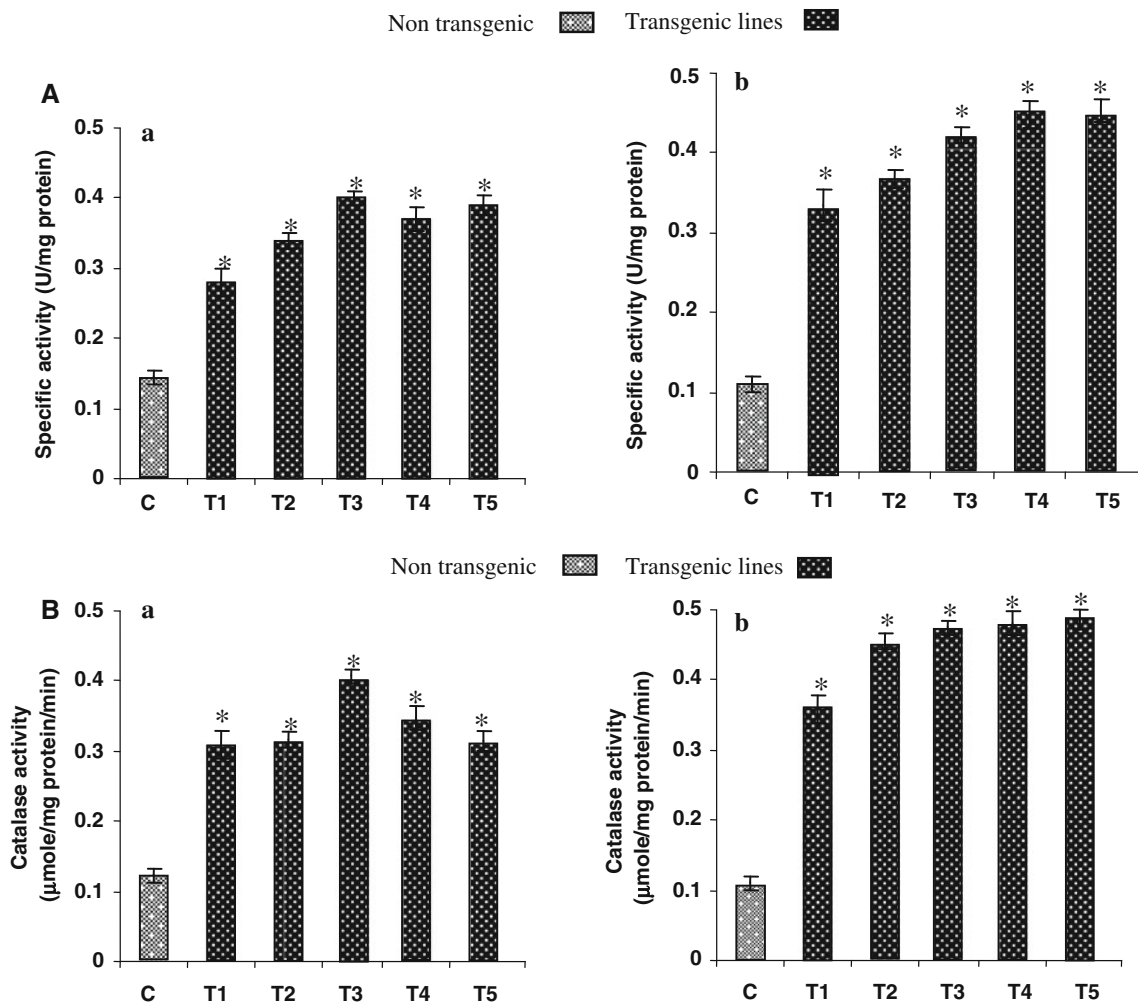 Non transgenic Transgenic lines
A
a
Specific activity (U/mg protein)
0.5
0.4
0.3
0.2
0.1
0
* * * * *
C T1 T2 T3 T4 T5
b
Specific activity (U/mg protein)
0.5
0.4
0.3
0.2
0.1
0
* * * * *
C T1 T2 T3 T4 T5
Non transgenic Transgenic lines
B
a
Catalase activity
(µmole/mg protein/min)
0.5
0.4
0.3
0.2
0.1
0
* * * * *
C T1 T2 T3 T4 T5
b
Catalase activity
(µmole/mg protein/min)
0.5
0.4
0.3
0.2
0.1
0
* * * * *
C T1 T2 T3 T4 T5